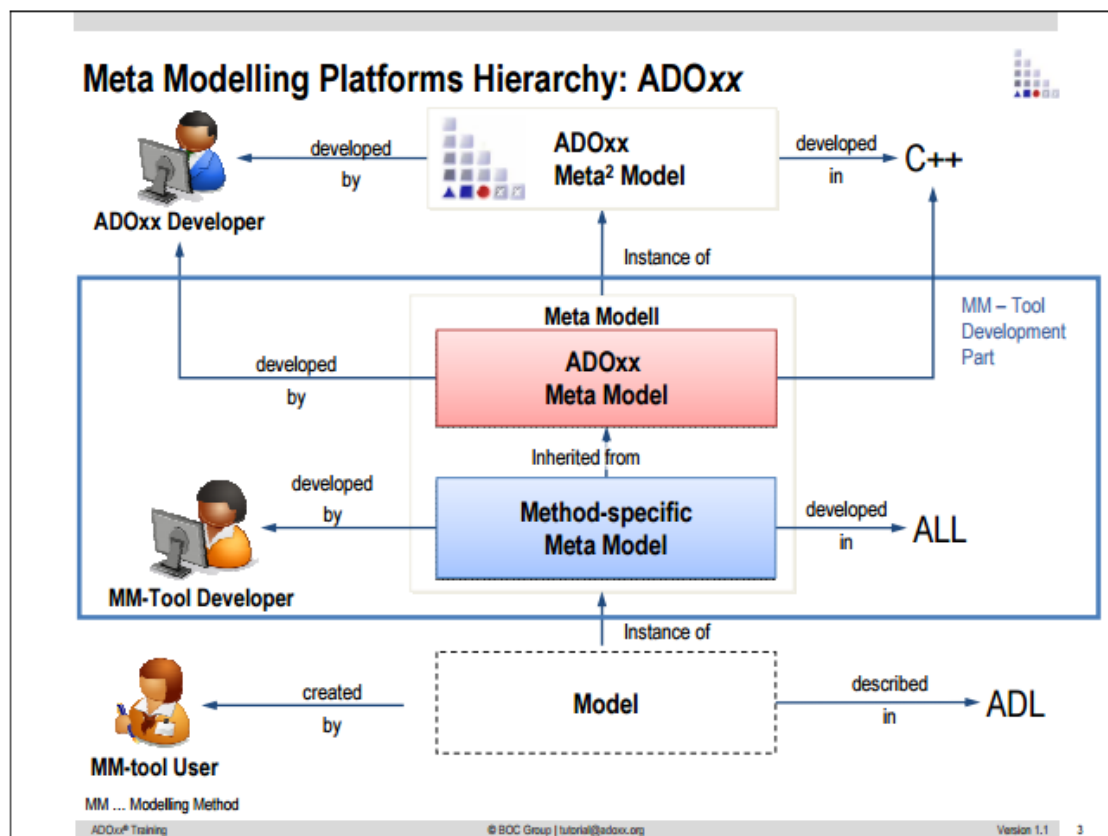 Meta Modelling Platforms Hierarchy: ADOxx
developed
by
ADOxx
Meta² Model
developed
in
C++
ADOxx Developer
Instance of
MM – Tool
Development
Part
Meta Modell
developed
by
ADOxx
Meta Model
Inherited from
developed
by
Method-specific
Meta Model
developed
in
ALL
MM-Tool Developer
Instance of
created
by
Model
described
in
ADL
MM-tool User
MM ... Modelling Method
ADOxx® Training
© BOC Group | tutorial@adoxx.org
Version 1.1 3